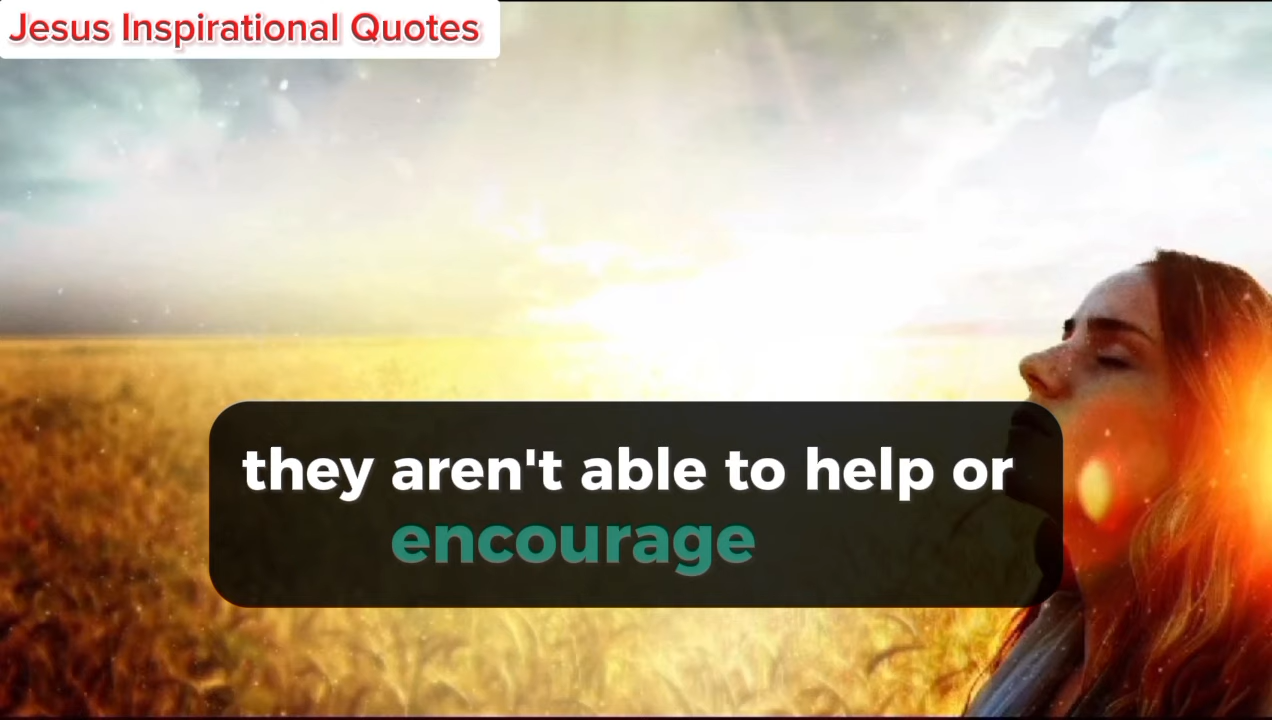 Jesus Inspirational Quotes
they aren't able to help or
encourage